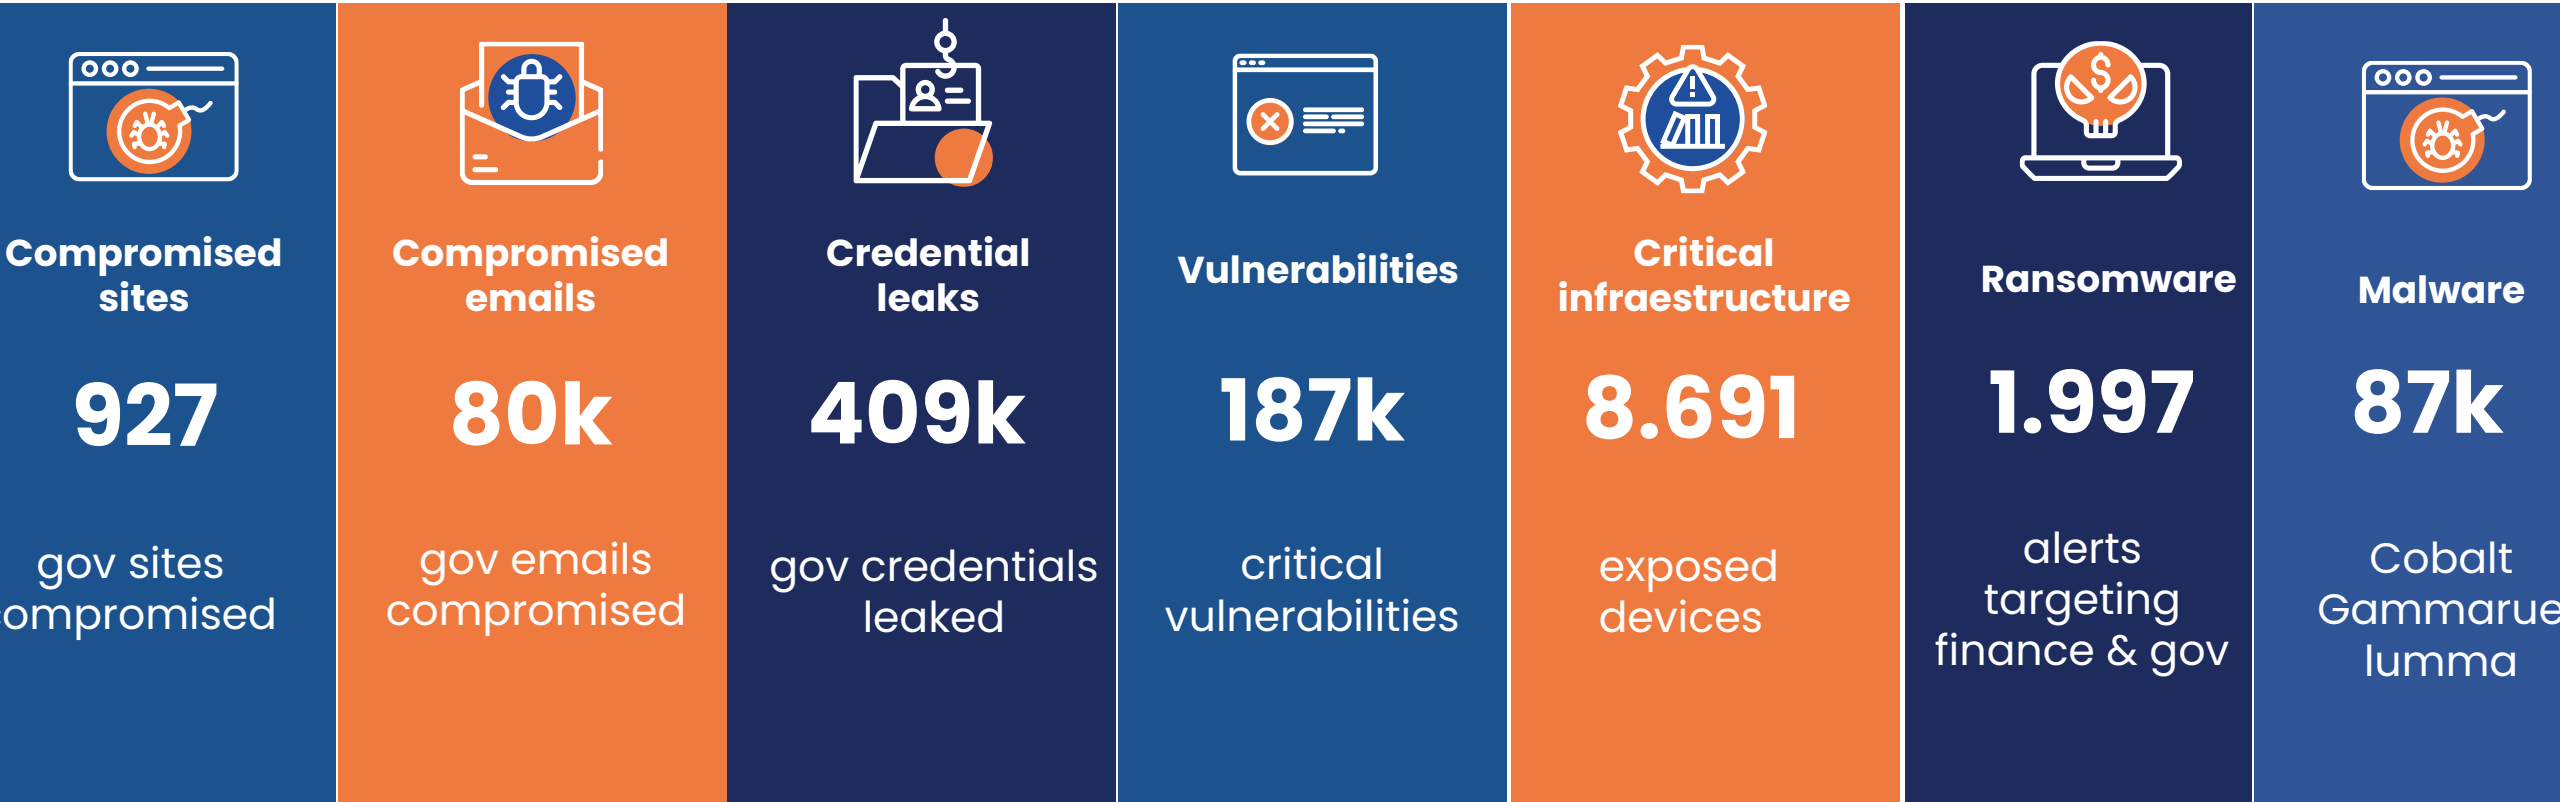 Compromised
sites
927
gov sites
compromised
Compromised
emails
80k
gov emails
compromised
Credential
leaks
409k
gov credentials
leaked
Vulnerabilities
187k
critical
vulnerabilities
Critical
infraestructure
8.691
exposed
devices
Ransomware
1.997
alerts
targeting
finance & gov
Malware
87k
Cobalt
Gammarue
lumma